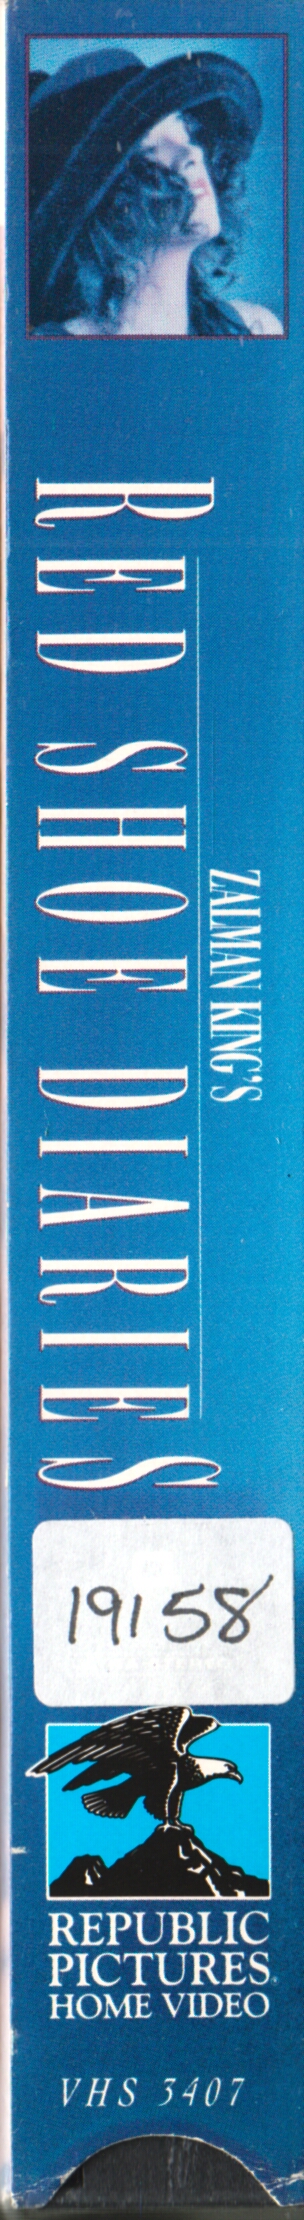 ZALMAN KING'S
RED SHOE DIARIES
19158
REPUBLIC
PICTURES®
HOME VIDEO
VHS 3407